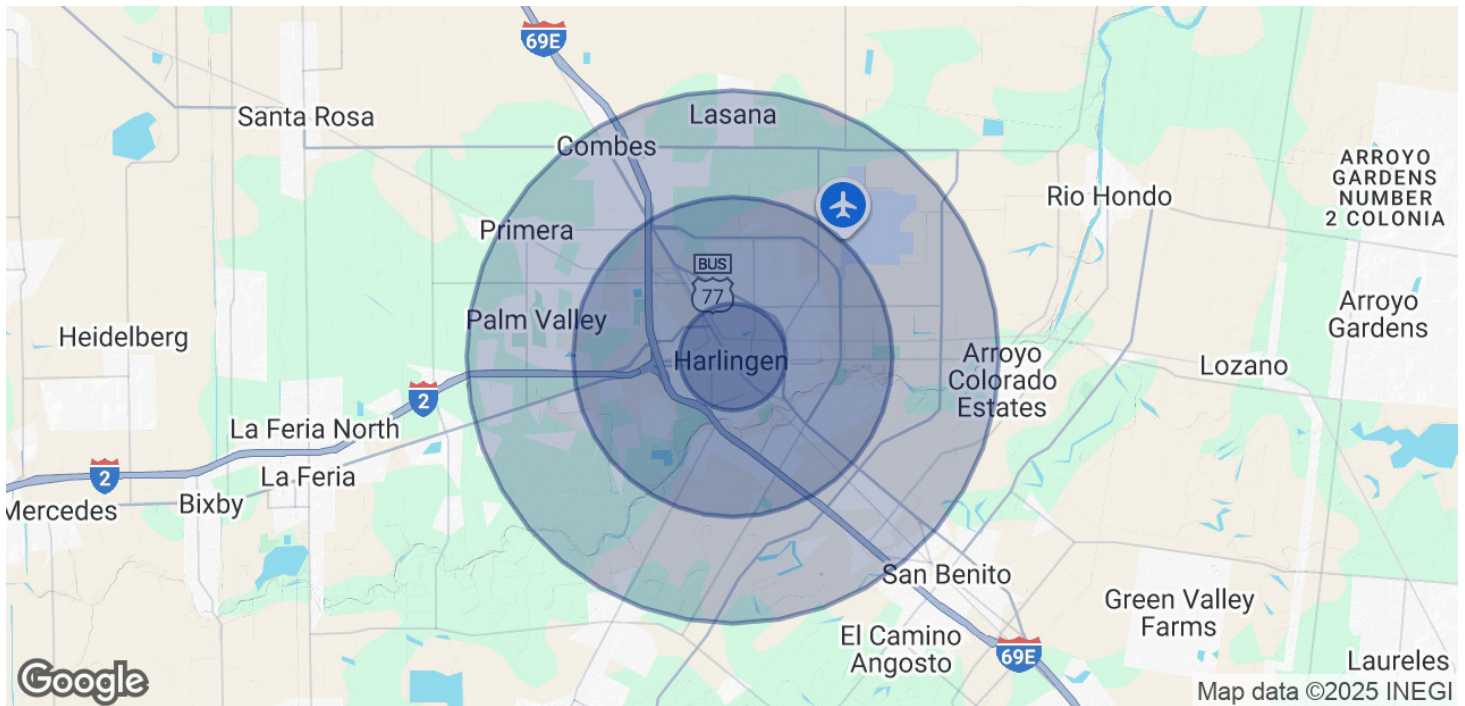 69E
Santa Rosa
Lasana
Combes
ARROYO
GARDENS
NUMBER
2 COLONIA
Rio Hondo
Primera
BUS
77
Arroyo
Gardens
Palm Valley
Heidelberg
Harlingen
Arroyo
Colorado
Estates
Lozano
2
La Feria North
2
La Feria
Mercedes
Bixby
San Benito
Green Valley
Farms
El Camino
Angosto
69E
Laureles
Google
Map data ©2025 INEGI